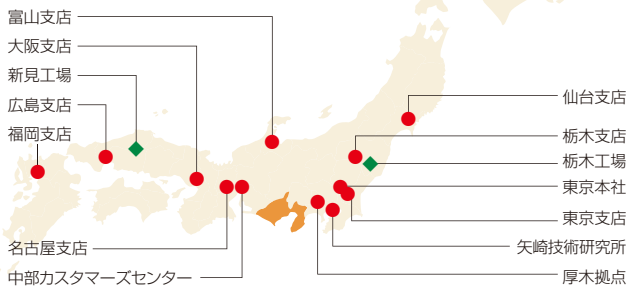 富山支店
大阪支店
新見工場
広島支店
福岡支店
名古屋支店
中部カスタマーズセンター
仙台支店
栃木支店
栃木工場
東京本社
東京支店
矢崎技術研究所
厚木拠点